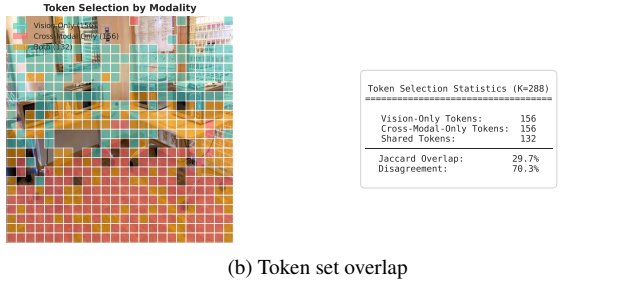 Token Selection by Modality
Vision-Only (156)
Cross-Modal-Only (156)
Both (132)
Token Selection Statistics (K=288)
===================================
Vision-Only Tokens: 156
Cross-Modal-Only Tokens: 156
Shared Tokens: 132
Jaccard Overlap: 29.7%
Disagreement: 70.3%
(b) Token set overlap